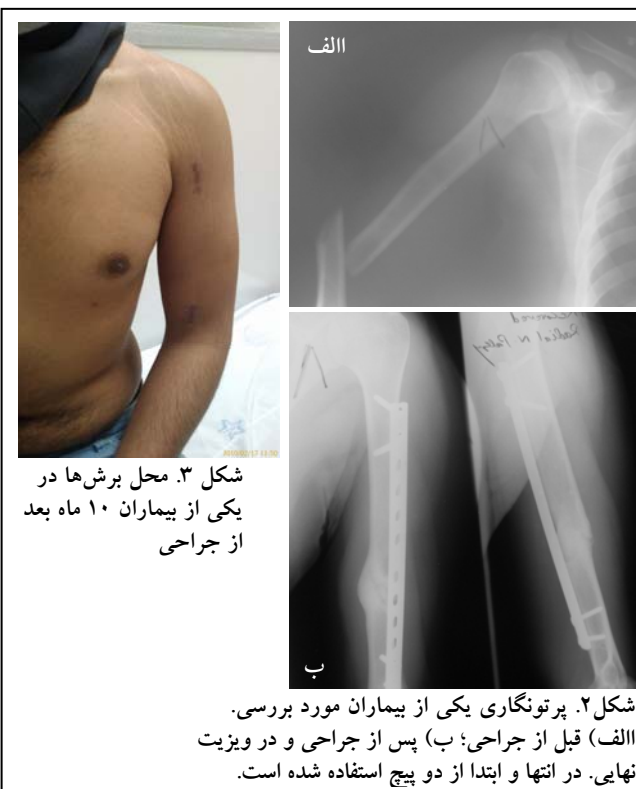 االف
ب
شکل ۳. محل برش‌ها در
یکی از بیماران ۱۰ ماه بعد
از جراحی
شکل۲. پرتونگاری یکی از بیماران مورد بررسی.
االف) قبل از جراحی؛ ب) پس از جراحی و در ویزیت
نهایی. در انتها و ابتدا از دو پیچ استفاده شده است.